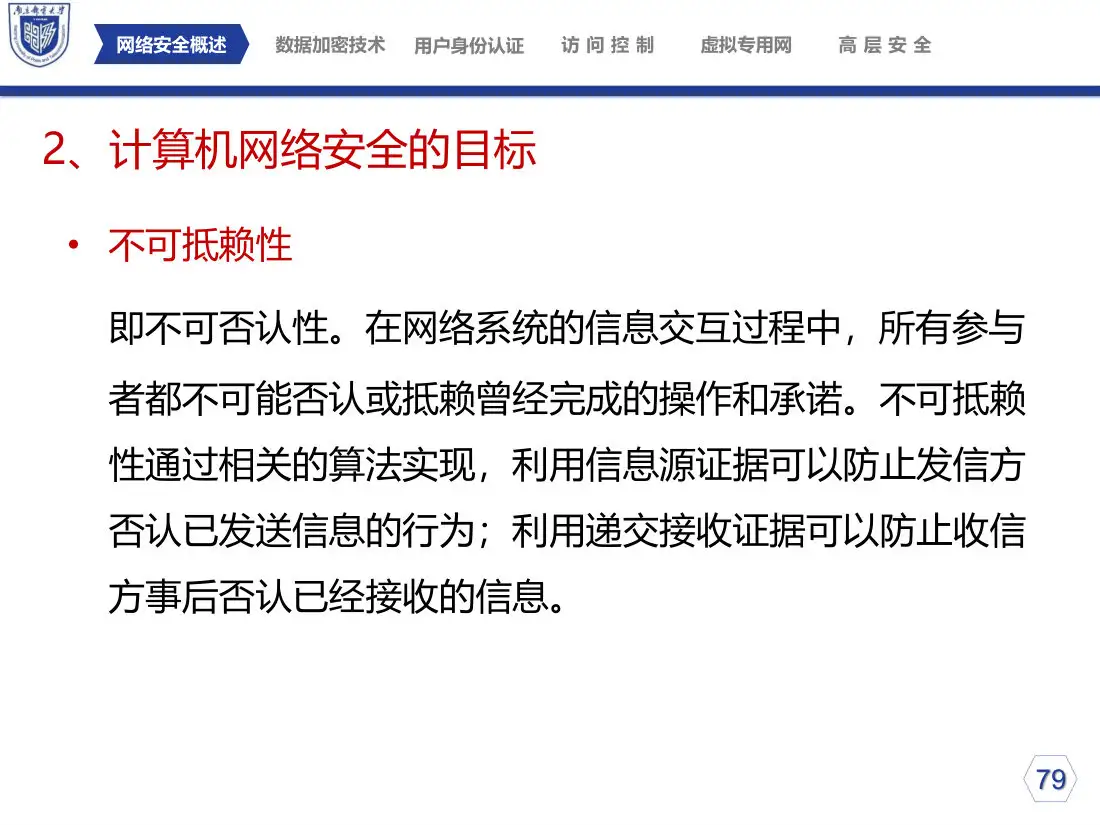 南京邮电大学
网络安全概述 数据加密技术 用户身份认证 访问控制 虚拟专用网 高层安全
2、计算机网络安全的目标
• 不可抵赖性
即不可否认性。在网络系统的信息交互过程中，所有参与
者都不可能否认或抵赖曾经完成的操作和承诺。不可抵赖
性通过相关的算法实现，利用信息源证据可以防止发信方
否认已发送信息的行为；利用递交接收证据可以防止收信
方事后否认已经接收的信息。
79